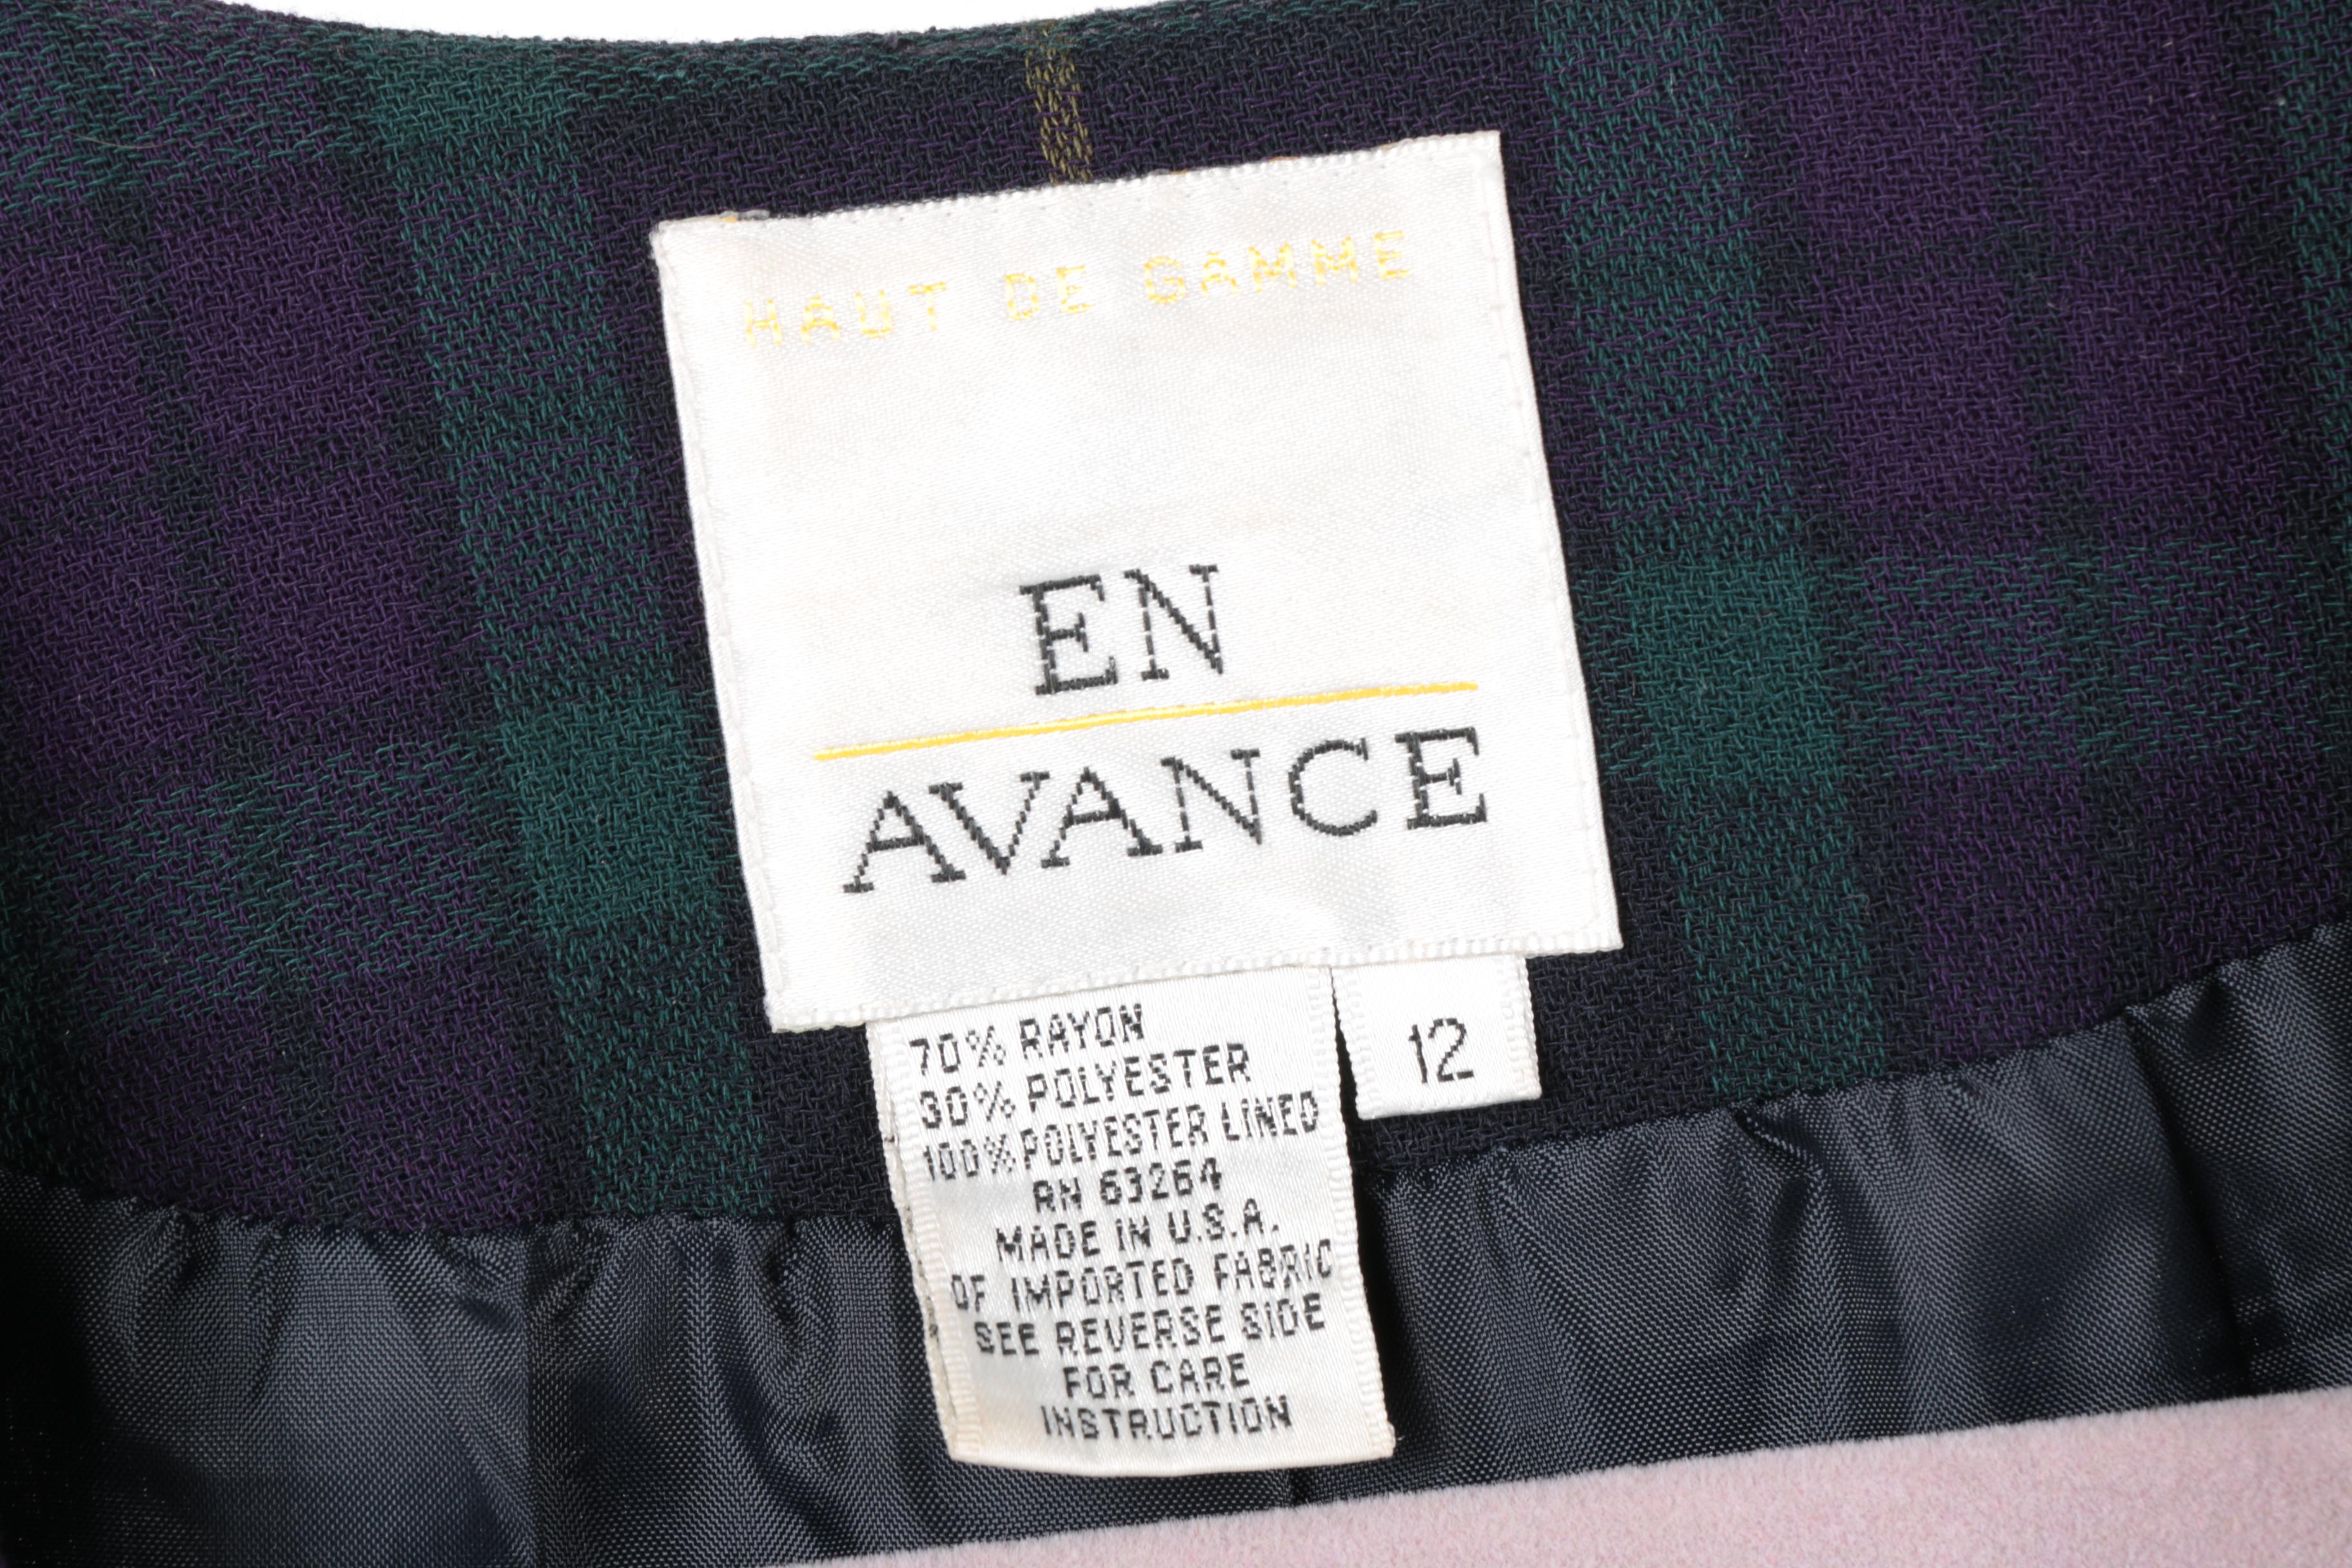 HAUT DE GAMME
EN
AVANCE
12
70% RAYON
30% POLYESTER
100% POLYESTER LINED
RN 63264
MADE IN U.S.A.
OF IMPORTED FABRIC
SEE REVERSE SIDE
FOR CARE
INSTRUCTION